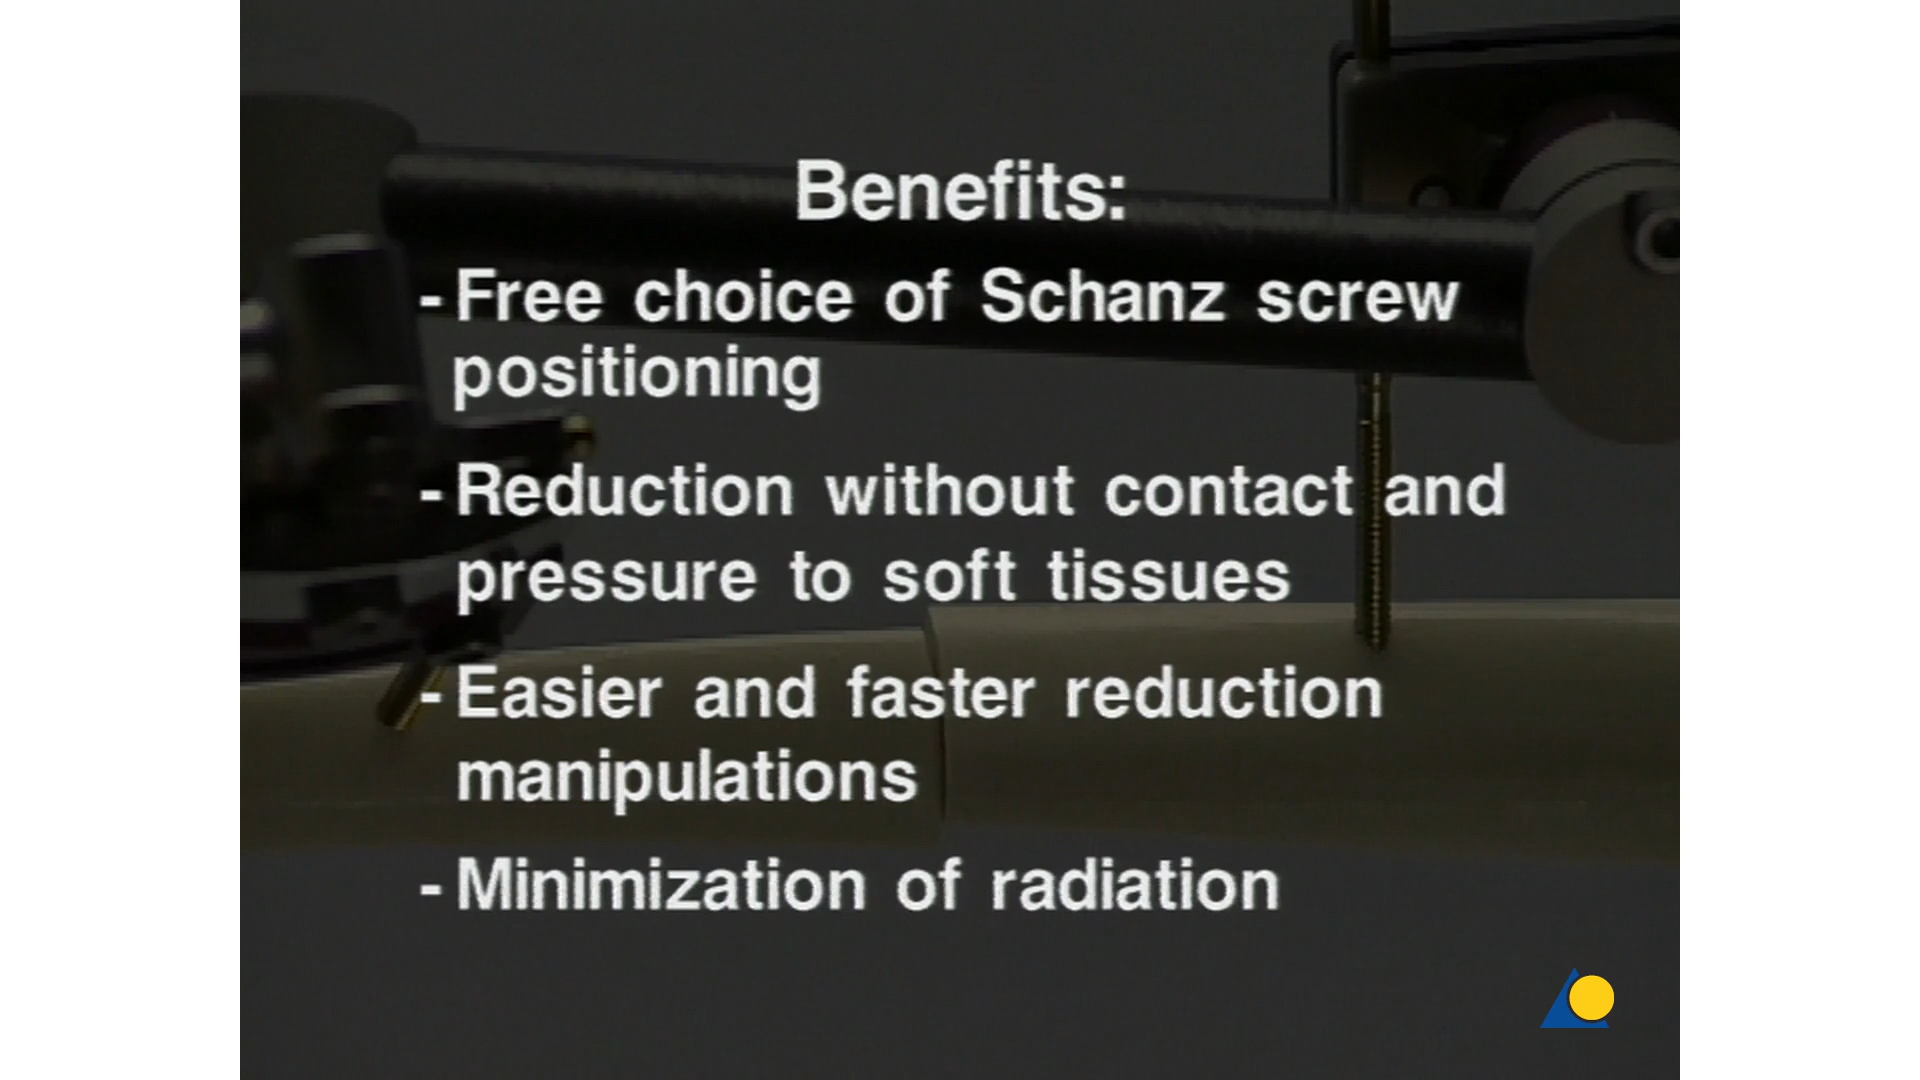 Benefits:
- Free choice of Schanz screw
positioning
- Reduction without contact and
pressure to soft tissues
- Easier and faster reduction
manipulations
- Minimization of radiation